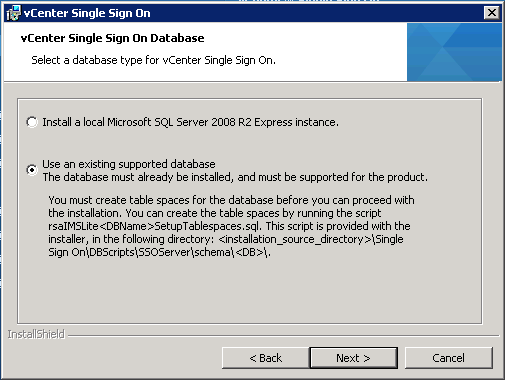 vCenter Single Sign On
vCenter Single Sign On Database
Select a database type for vCenter Single Sign On.
Install a local Microsoft SQL Server 2008 R2 Express instance.
Use an existing supported database
The database must already be installed, and must be supported for the product.
You must create table spaces for the database before you can proceed with
the installation. You can create the table spaces by running the script
rsaIMSLite<DBName>SetupTablespaces.sql. This script is provided with the
installer, in the following directory: <installation_source_directory>\Single
Sign On\DBScripts\SSOServer\schema\<DB>\.
InstallShield
< Back
Next >
Cancel